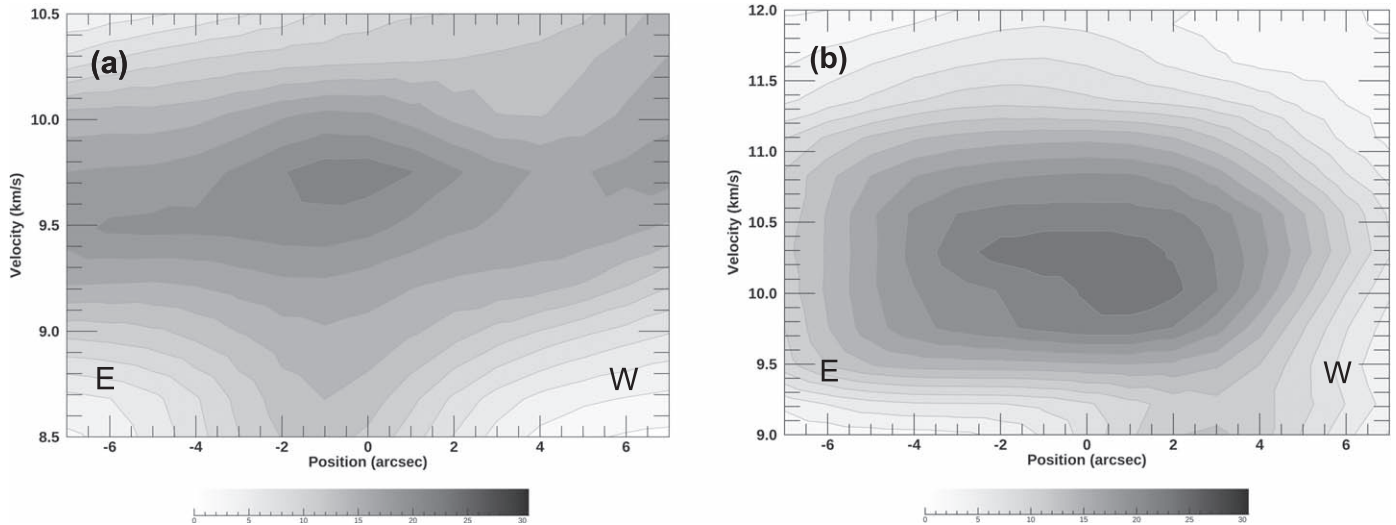 (a)
10.5
10.0
9.5
9.0
8.5
Velocity (km/s)
E
W
-6 -4 -2 0 2 4 6
Position (arcsec)
0 5 10 15 20 25 30
(b)
12.0
11.5
11.0
10.5
10.0
9.5
9.0
Velocity (km/s)
E
W
-6 -4 -2 0 2 4 6
Position (arcsec)
0 5 10 15 20 25 30